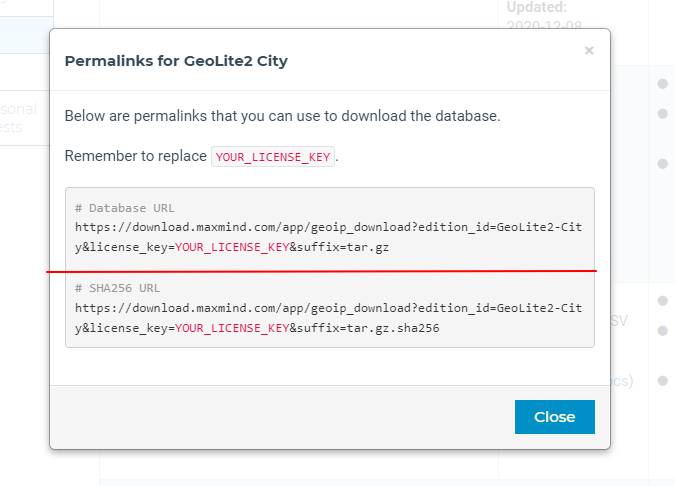 Updated:
2020-12-08
Permalinks for GeoLite2 City
×
Below are permalinks that you can use to download the database.
Remember to replace YOUR_LICENSE_KEY.
# Database URL
https://download.maxmind.com/app/geoip_download?edition_id=GeoLite2-Cit
y&license_key=YOUR_LICENSE_KEY&suffix=tar.gz
# SHA256 URL
https://download.maxmind.com/app/geoip_download?edition_id=GeoLite2-Cit
y&license_key=YOUR_LICENSE_KEY&suffix=tar.gz.sha256
Close
sonal
ests
SV
ocs)